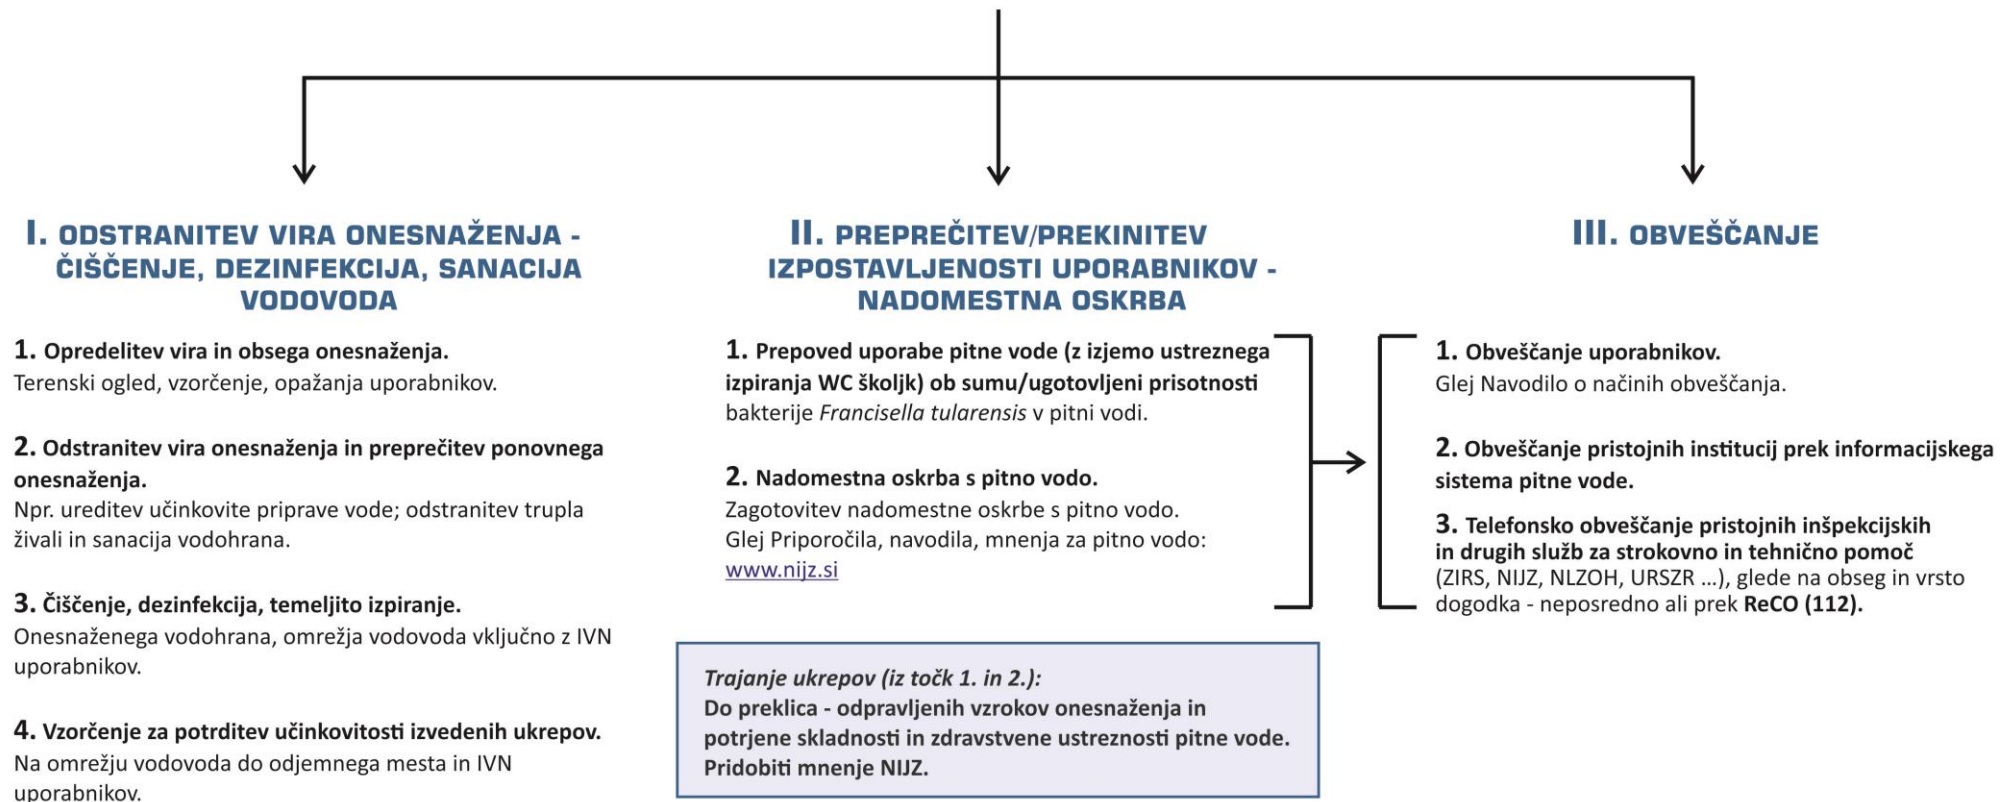 I. ODSTRANITEV VIRA ONESNAŽENJA -
ČIŠČENJE, DEZINFEKCIJA, SANACIJA
VODOVODA
1. Opredelitev vira in obsega onesnaženja.
Terenski ogled, vzorčenje, opažanja uporabnikov.
2. Odstranitev vira onesnaženja in preprečitev ponovnega
onesnaženja.
Npr. ureditev učinkovite priprave vode; odstranitev trupla
živali in sanacija vodohrana.
3. Čiščenje, dezinfekcija, temeljito izpiranje.
Onesnaženega vodohrana, omrežja vodovoda vključno z IVN
uporabnikov.
4. Vzorčenje za potrditev učinkovitosti izvedenih ukrepov.
Na omrežju vodovoda do odjemnega mesta in IVN
uporabnikov.
II. PREPREČITEV/PREKINITEV
IZPOSTAVLJENOSTI UPORABNIKOV -
NADOMESTNA OSKRBA
1. Prepoved uporabe pitne vode (z izjemo ustreznega
izpiranja WC školjk) ob sumu/ugotovljeni prisotnosti
bakterije Francisella tularensis v pitni vodi.
2. Nadomestna oskrba s pitno vodo.
Zagotovitev nadomestne oskrbe s pitno vodo.
Glej Priporočila, navodila, mnenja za pitno vodo:
www.nijz.si
Trajanje ukrepov (iz točk 1. in 2.):
Do preklica - odpravljenih vzrokov onesnaženja in
potrjene skladnosti in zdravstvene ustreznosti pitne vode.
Pridobiti mnenje NIJZ.
III. OBVEŠČANJE
1. Obveščanje uporabnikov.
Glej Navodilo o načinih obveščanja.
2. Obveščanje pristojnih institucij prek informacijskega
sistema pitne vode.
3. Telefonsko obveščanje pristojnih inšpekcijskih
in drugih služb za strokovno in tehnično pomoč
(ZIRS, NIJZ, NLZOH, URSZR ...), glede na obseg in vrsto
dogodka - neposredno ali prek ReCO (112).